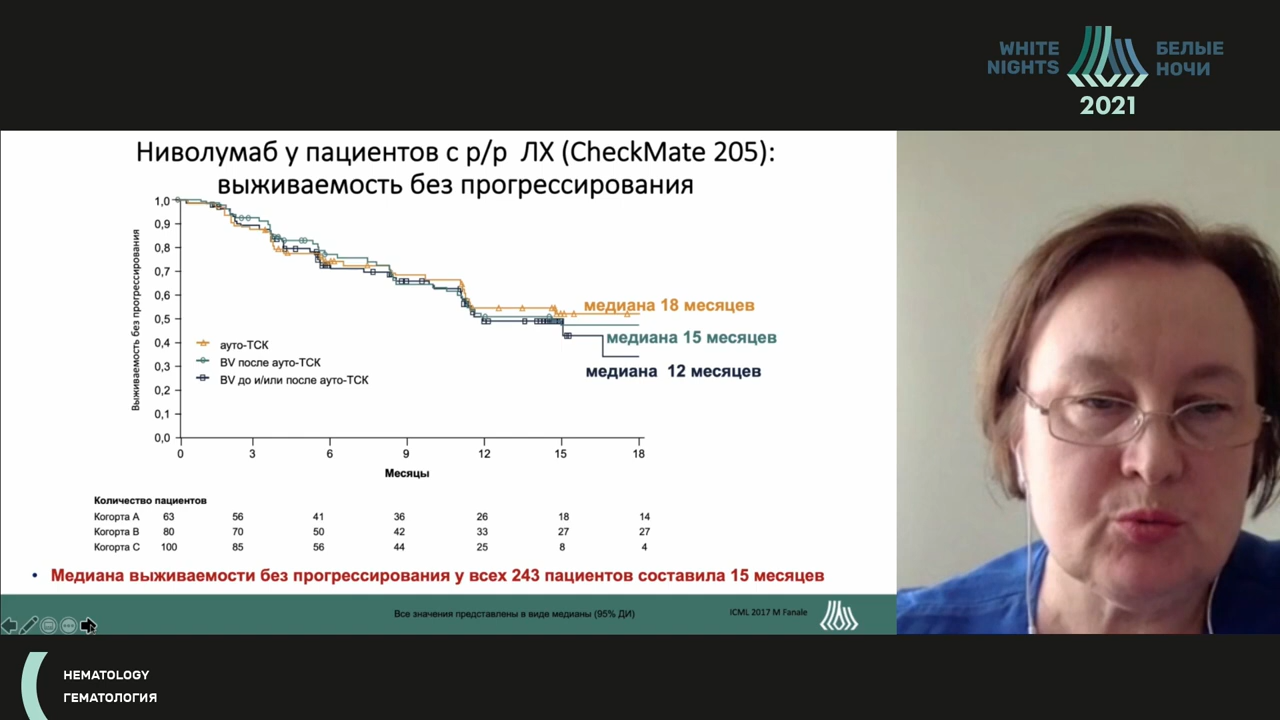 WHITE
NIGHTS
БЕЛЫЕ
НОЧИ
2021
Ниволумаб у пациентов с р/р ЛХ (CheckMate 205):
выживаемость без прогрессирования
Выживаемость без прогрессирования
1,0
0,9
0,8
0,7
0,6
0,5
0,4
0,3
0,2
0,1
0,0
медиана 18 месяцев
медиана 15 месяцев
медиана 12 месяцев
ауто-ТСК
BV после ауто-ТСК
BV до и/или после ауто-ТСК
0 3 6 9 12 15 18
Месяцы
Количество пациентов
Когорта А 63 56 41 36 26 18 14
Когорта В 80 70 50 42 33 27 27
Когорта С 100 85 56 44 25 8 4
• Медиана выживаемости без прогрессирования у всех 243 пациентов составила 15 месяцев
Все значения представлены в виде медианы (95% ДИ)
ICML 2017 M Fanale
HEMATOLOGY
ГЕМАТОЛОГИЯ